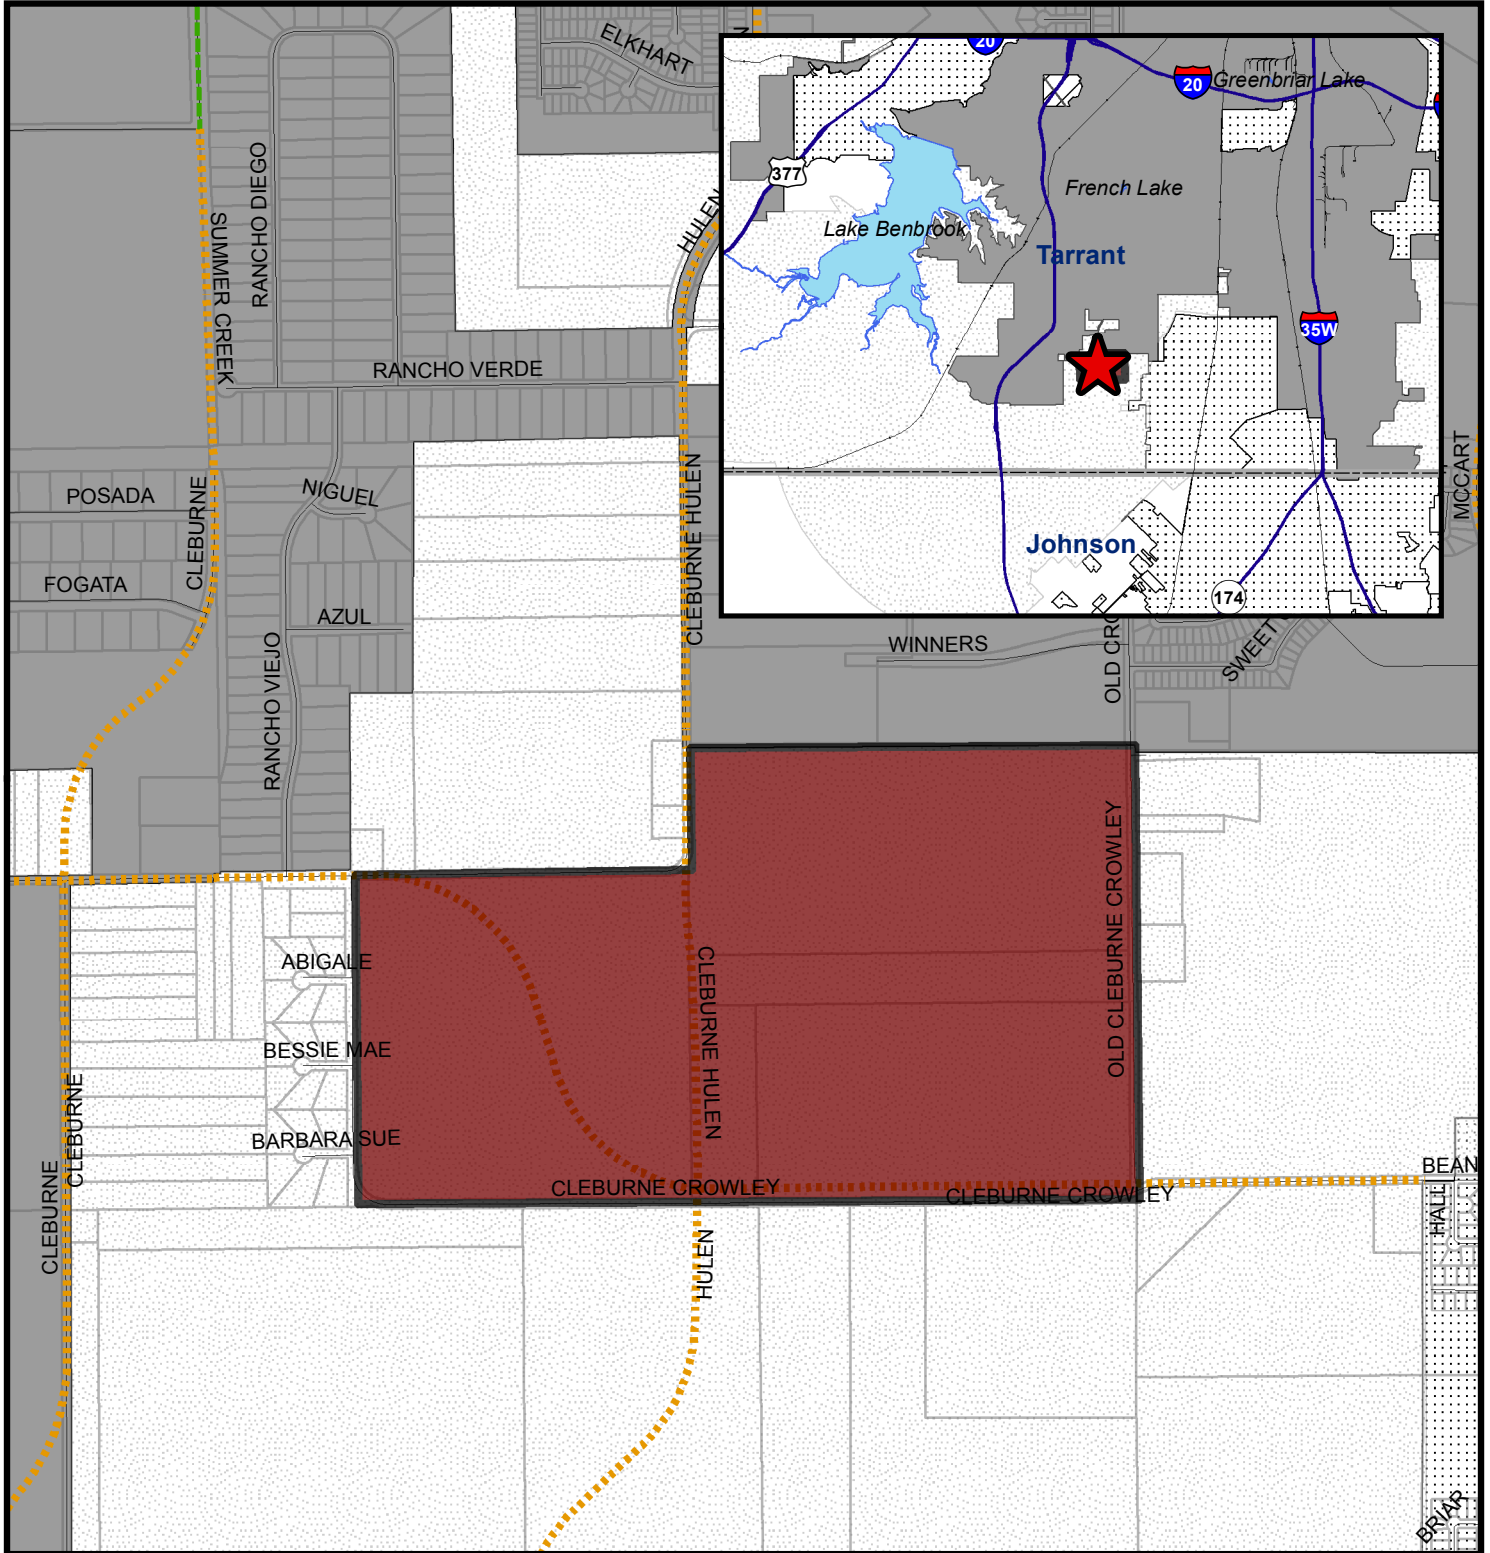 ELKHART
20
20
Greenbriar Lake
377
French Lake
Lake Benbrook
Tarrant
35W
Johnson
174
RANCHO DIEGO
SUMMER CREEK
HULEN
RANCHO VERDE
CLEBURNE HULEN
MCCART
POSADA
NIGUEL
CLEBURNE
FOGATA
AZUL
RANCHO VIEJO
WINNERS
OLD CRO
SWEET
OLD CLEBURNE CROWLEY
ABIGALE
CLEBURNE HULEN
BESSIE MAE
BARBARA SUE
CLEBURNE
CLEBURNE
CLEBURNE CROWLEY
CLEBURNE CROWLEY
BEAN
HALL
HULEN
BRIAR